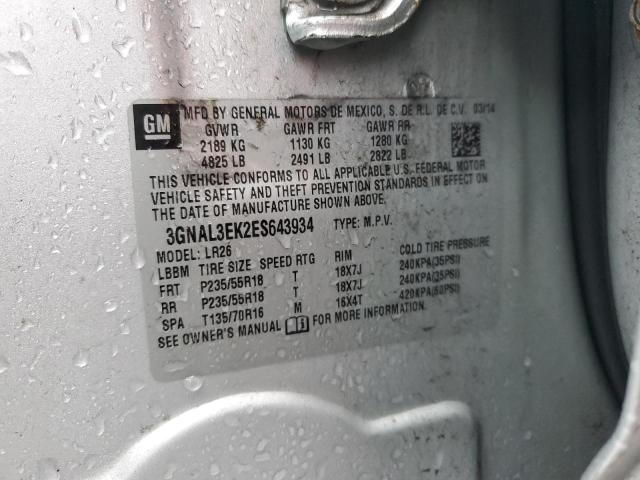 GM
MFD BY GENERAL MOTORS DE MEXICO, S. DE R.L. DE C.V. 03/14
GVWR GAWR FRT GAWR RR
2189 KG 1130 KG 1280 KG
4825 LB 2491 LB 2822 LB
THIS VEHICLE CONFORMS TO ALL APPLICABLE U.S. FEDERAL MOTOR
VEHICLE SAFETY AND THEFT PREVENTION STANDARDS IN EFFECT ON
THE DATE OF MANUFACTURE SHOWN ABOVE.
3GNAL3EK2ES643934 TYPE: M.P.V.
MODEL: LR26
LBBM TIRE SIZE SPEED RTG RIM COLD TIRE PRESSURE
FRT P235/55R18 T 18X7J 240KPA(35PSI)
RR P235/55R18 T 18X7J 240KPA(35PSI)
SPA T135/70R16 M 16X4T 420KPA(60PSI)
SEE OWNER'S MANUAL FOR MORE INFORMATION.